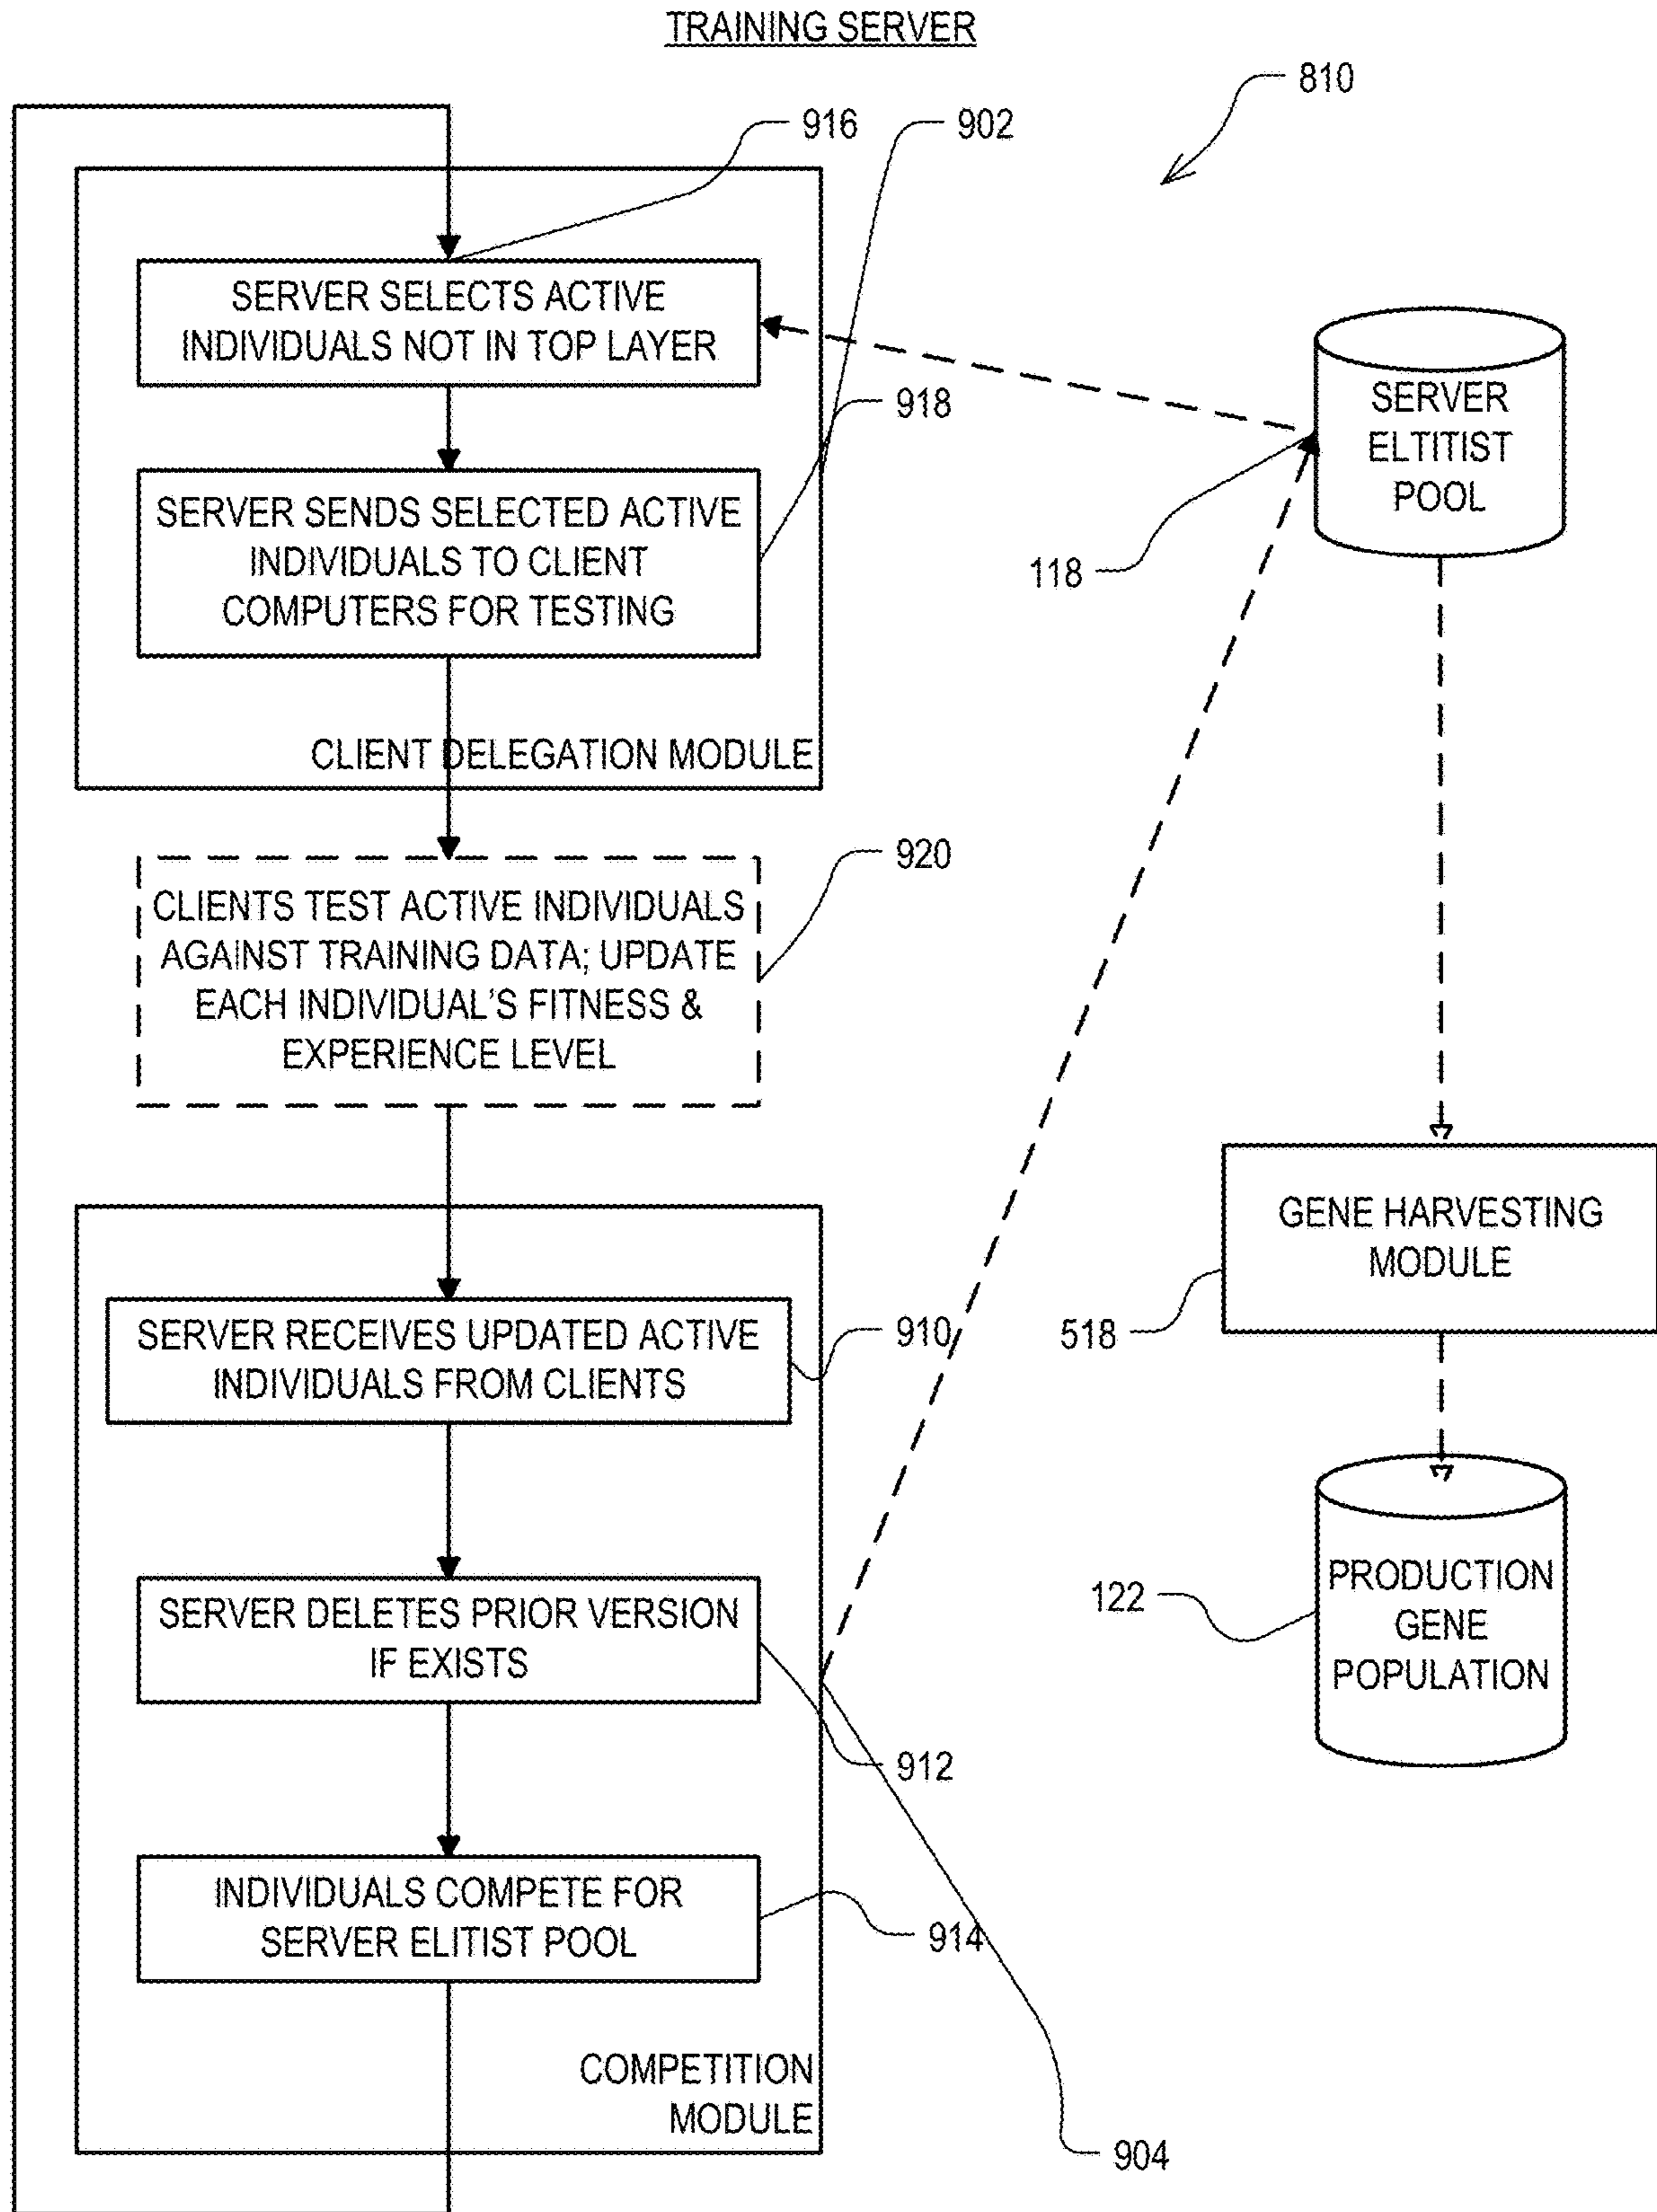 TRAINING SERVER
810
916
902
SERVER SELECTS ACTIVE
INDIVIDUALS NOT IN TOP LAYER
918
SERVER SENDS SELECTED ACTIVE
INDIVIDUALS TO CLIENT
COMPUTERS FOR TESTING
CLIENT DELEGATION MODULE
SERVER
ELTITIST
POOL
118
920
CLIENTS TEST ACTIVE INDIVIDUALS
AGAINST TRAINING DATA; UPDATE
EACH INDIVIDUAL'S FITNESS &
EXPERIENCE LEVEL
GENE HARVESTING
MODULE
518
SERVER RECEIVES UPDATED ACTIVE
INDIVIDUALS FROM CLIENTS
910
SERVER DELETES PRIOR VERSION
IF EXISTS
912
PRODUCTION
GENE
POPULATION
122
INDIVIDUALS COMPETE FOR
SERVER ELITIST POOL
914
COMPETITION
MODULE
904